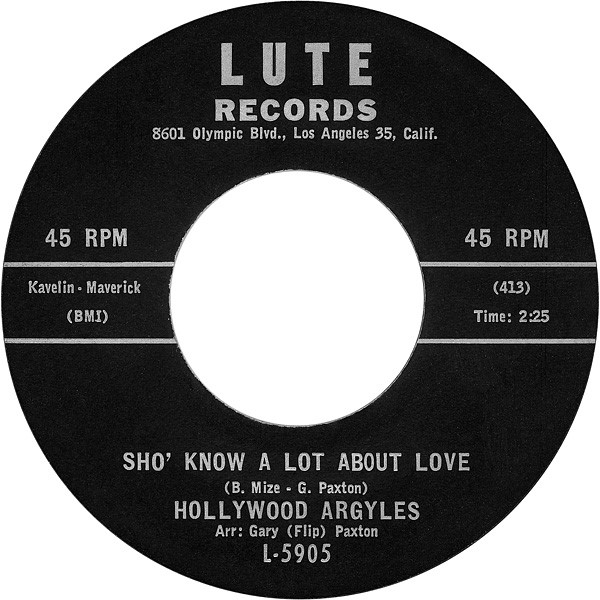 LUTE
RECORDS
8601 Olympic Blvd., Los Angeles 35, Calif.
45 RPM
45 RPM
Kavelin - Maverick
(BMI)
(413)
Time: 2:25
SHO' KNOW A LOT ABOUT LOVE
(B. Mize - G. Paxton)
HOLLYWOOD ARGYLES
Arr: Gary (Flip) Paxton
L-5905